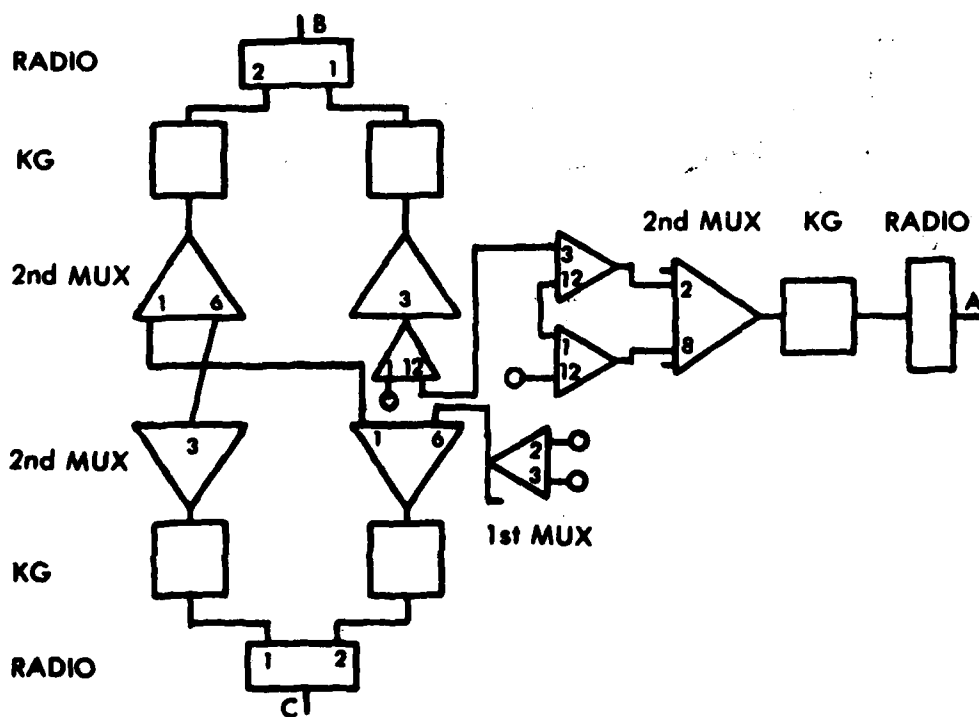 B
RADIO
2 1
KG
2nd MUX KG RADIO
3
12
2
A
2nd MUX
1 6
3
1
12
8
1 12
2nd MUX
3
1 6
2
3
1st MUX
KG
RADIO
1 2
C